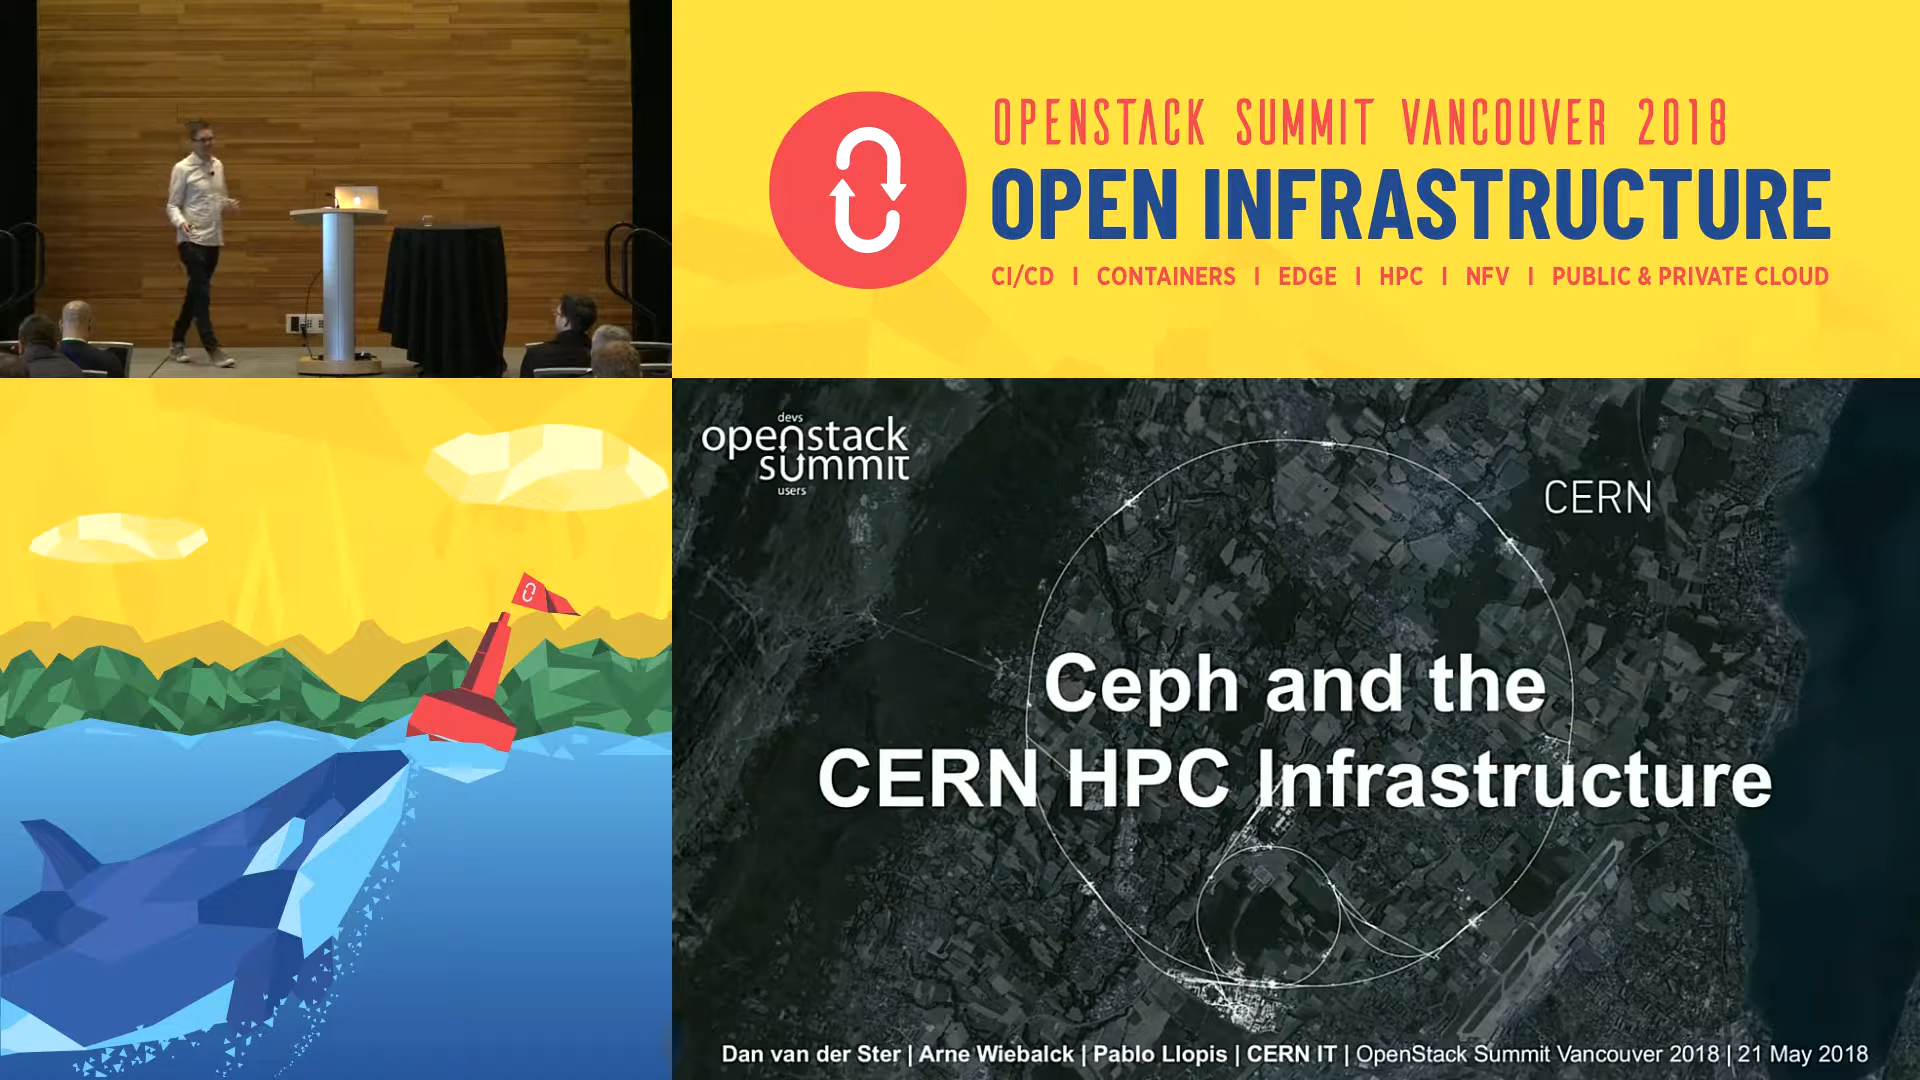 OPENSTACK SUMMIT VANCOUVER 2018
OPEN INFRASTRUCTURE
CI/CD I CONTAINERS I EDGE I HPC I NFV I PUBLIC & PRIVATE CLOUD
devs
openstack
summit
users
CERN
Ceph and the
CERN HPC Infrastructure
Dan van der Ster | Arne Wiebalck | Pablo Llopis | CERN IT | OpenStack Summit Vancouver 2018 | 21 May 2018